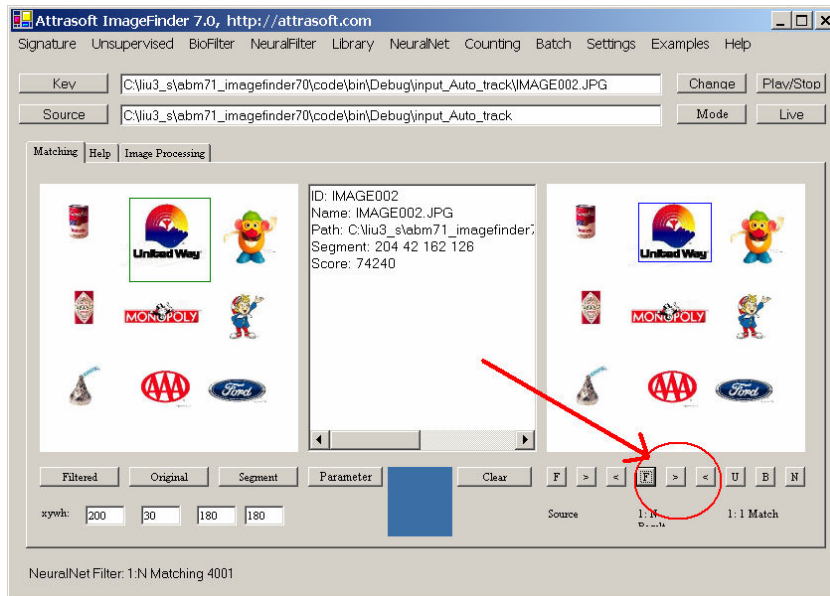 Attrasoft ImageFinder 7.0, http://attrasoft.com
Signature Unsupervised BioFilter NeuralFilter Library NeuralNet Counting Batch Settings Examples Help
Key C:\liu3_s\abm71_imagefinder70\code\bin\Debug\input_Auto_track\IMAGE002.JPG Change Play/Stop
Source C:\liu3_s\abm71_imagefinder70\code\bin\Debug\input_Auto_track Mode Live
Matching Help Image Processing
United Way
MONOPOLY
AAA Ford
ID: IMAGE002
Name: IMAGE002.JPG
Path: C:\liu3_s\abm71_imagefinder7
Segment: 204 42 162 126
Score: 74240
United Way
MONOPOLY
AAA Ford
Filtered Original Segment Parameter Clear F > < F > < U B N
xywh: 200 30 180 180 Source 1: N 1: 1 Match
Result
NeuralNet Filter: 1:N Matching 4001